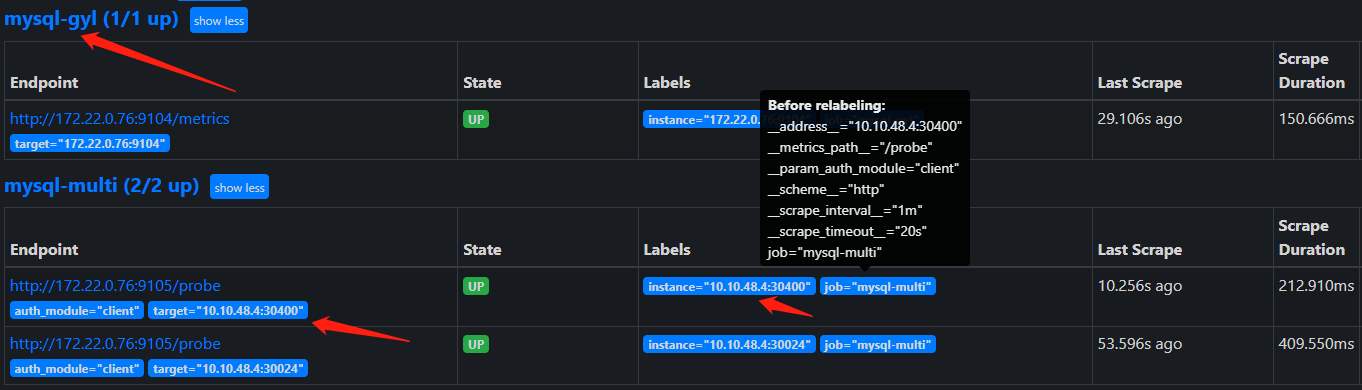 mysql-gyl (1/1 up) show less
Endpoint State Labels Last Scrape Scrape Duration
http://172.22.0.76:9104/metrics UP instance="172.22.0. 29.106s ago 150.666ms
target="172.22.0.76:9104"
Before relabeling:
__address__="10.10.48.4:30400"
__metrics_path__="/probe"
__param_auth_module="client"
__scheme__="http"
__scrape_interval__="1m"
__scrape_timeout__="20s"
job="mysql-multi"
mysql-multi (2/2 up) show less
Endpoint State Labels Last Scrape Scrape Duration
http://172.22.0.76:9105/probe UP instance="10.10.48.4:30400" job="mysql-multi" 10.256s ago 212.910ms
auth_module="client" target="10.10.48.4:30400"
http://172.22.0.76:9105/probe UP instance="10.10.48.4:30024" job="mysql-multi" 53.596s ago 409.550ms
auth_module="client" target="10.10.48.4:30024"